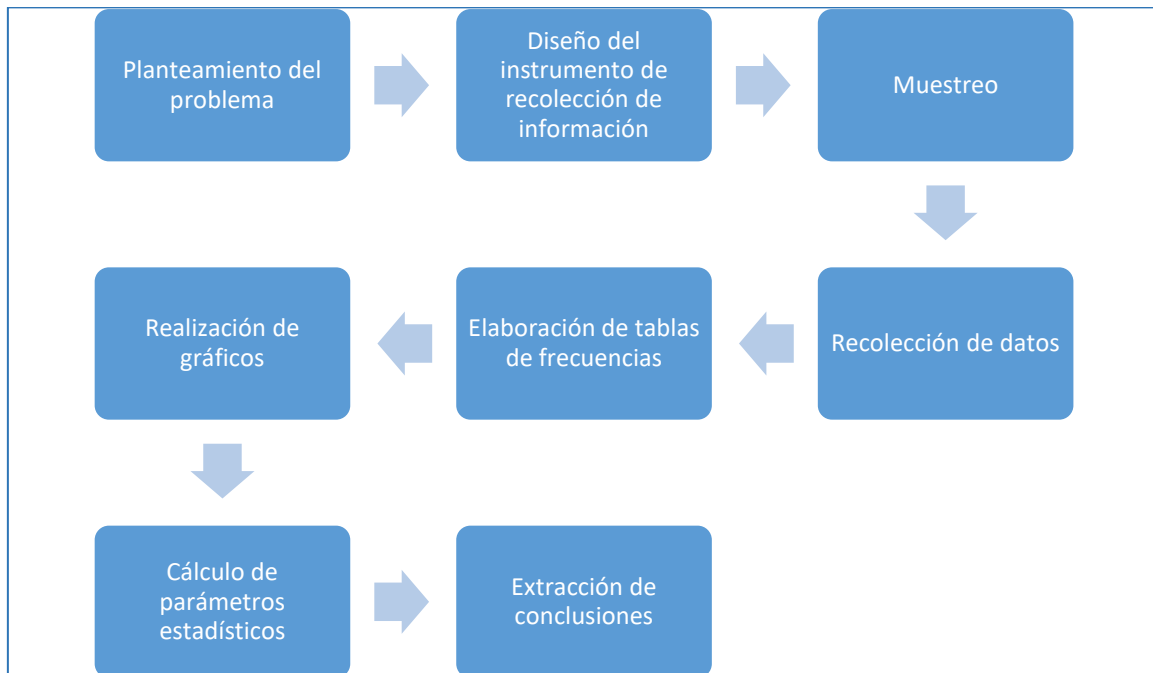 Planteamiento del
problema
Diseño del
instrumento de
recolección de
información
Muestreo
Recolección de datos
Elaboración de tablas
de frecuencias
Realización de
gráficos
Cálculo de
parámetros
estadísticos
Extracción de
conclusiones